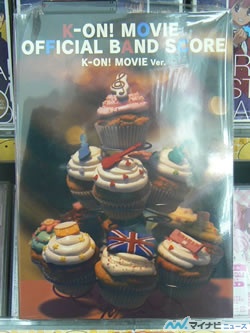 K-ON! MOVIE
OFFICIAL BAND SCORE
K-ON! MOVIE Ver.
マイナビ
ニュース